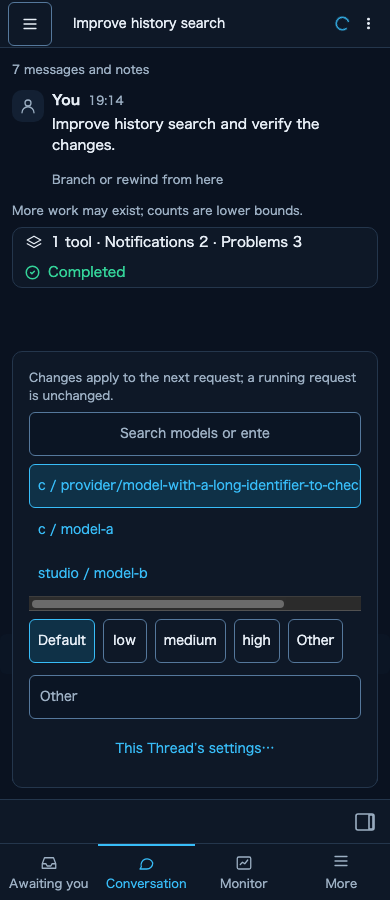 Improve history search
7 messages and notes
You 19:14
Improve history search and verify the
changes.
Branch or rewind from here
More work may exist; counts are lower bounds.
1 tool · Notifications 2 · Problems 3
Completed
Changes apply to the next request; a running request
is unchanged.
Search models or ente
c / provider/model-with-a-long-identifier-to-chec
c / model-a
studio / model-b
Default low medium high Other
Other
This Thread's settings…
Awaiting you Conversation Monitor More